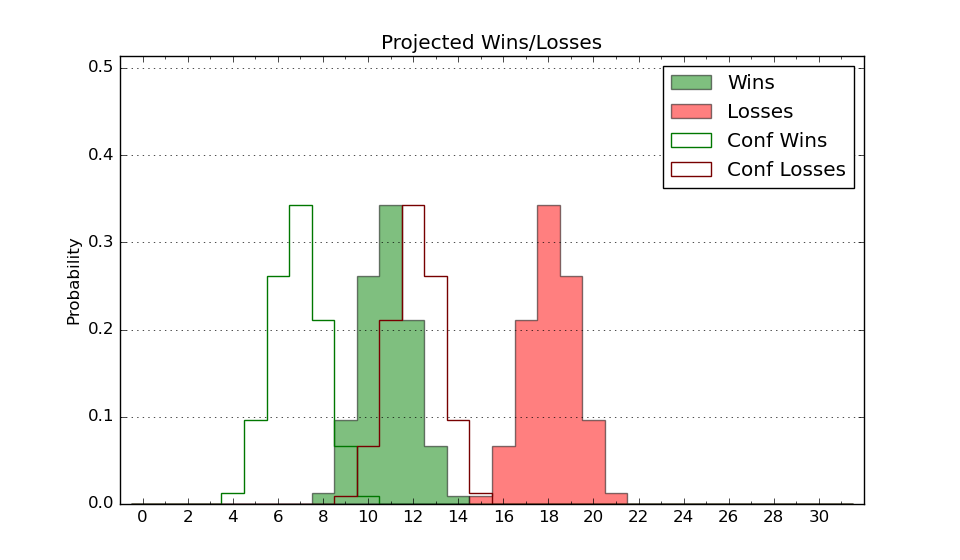 Projected Wins/Losses
Wins
Losses
Conf Wins
Conf Losses
Probability
0.5
0.4
0.3
0.2
0.1
0.0
0 2 4 6 8 10 12 14 16 18 20 22 24 26 28 30